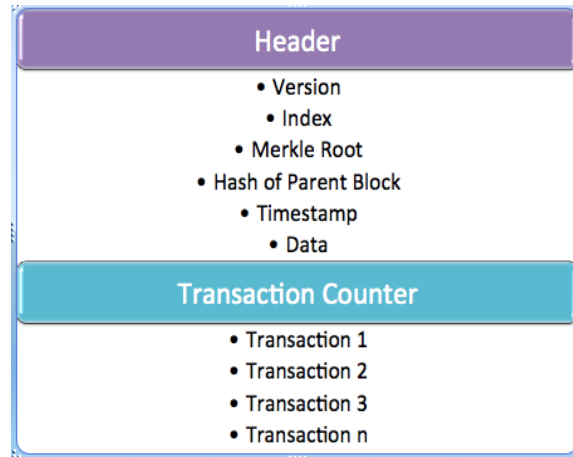 Header
• Version
• Index
• Merkle Root
• Hash of Parent Block
• Timestamp
• Data
Transaction Counter
• Transaction 1
• Transaction 2
• Transaction 3
• Transaction n